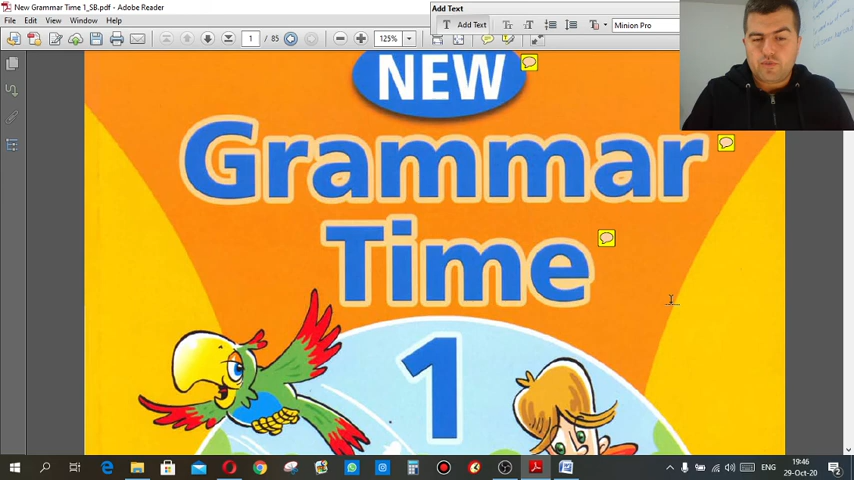 New Grammar Time 1_SB.pdf - Adobe Reader
File Edit View Window Help
1 / 85 125%
Add Text
T Add Text Minion Pro
NEW
Grammar
Time
1
ENG
19:46
29-Oct-20
2